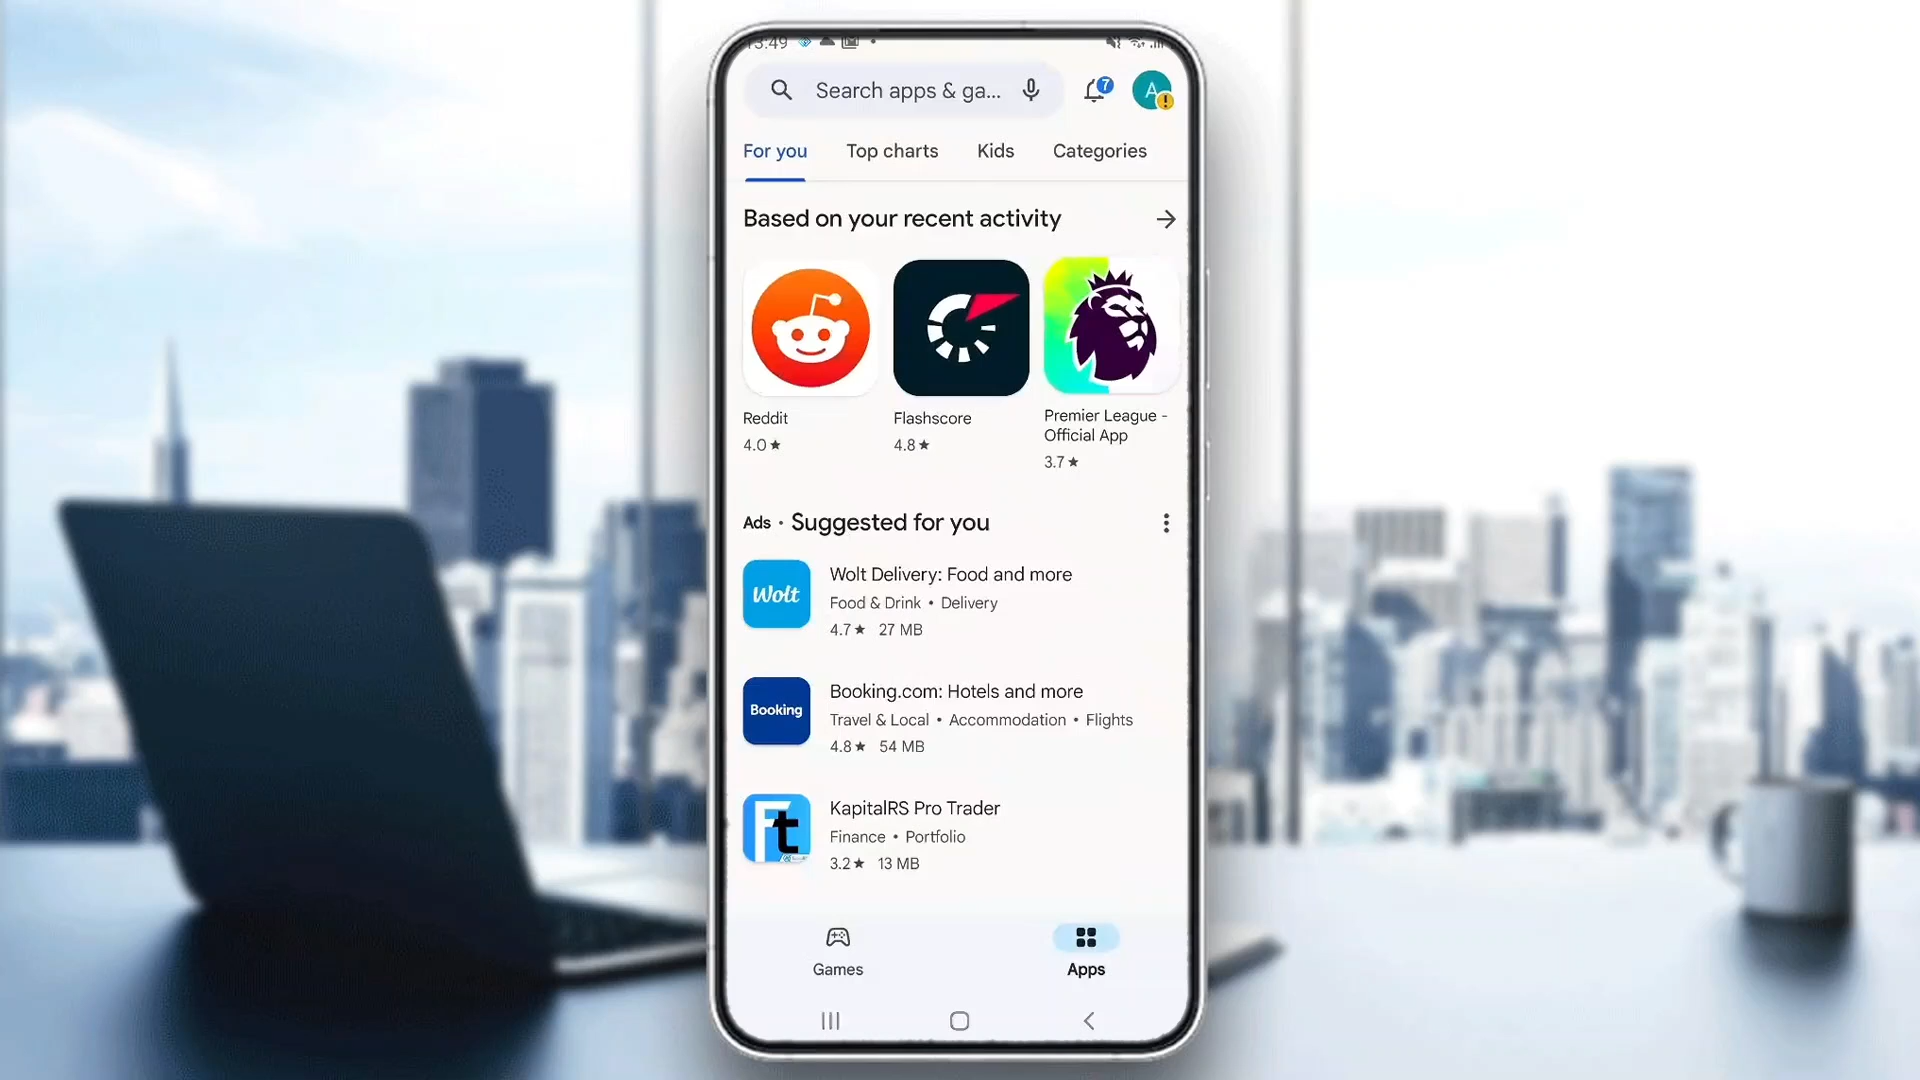 13:49
Search apps & ga...
7
A
For you
Top charts
Kids
Categories
Based on your recent activity
Reddit
4.0 ★
Flashscore
4.8 ★
Premier League -
Official App
3.7 ★
Ads • Suggested for you
Wolt
Wolt Delivery: Food and more
Food & Drink • Delivery
4.7 ★ 27 MB
Booking
Booking.com: Hotels and more
Travel & Local • Accommodation • Flights
4.8 ★ 54 MB
Ft
KapitalRS Pro Trader
Finance • Portfolio
3.2 ★ 13 MB
Games
Apps